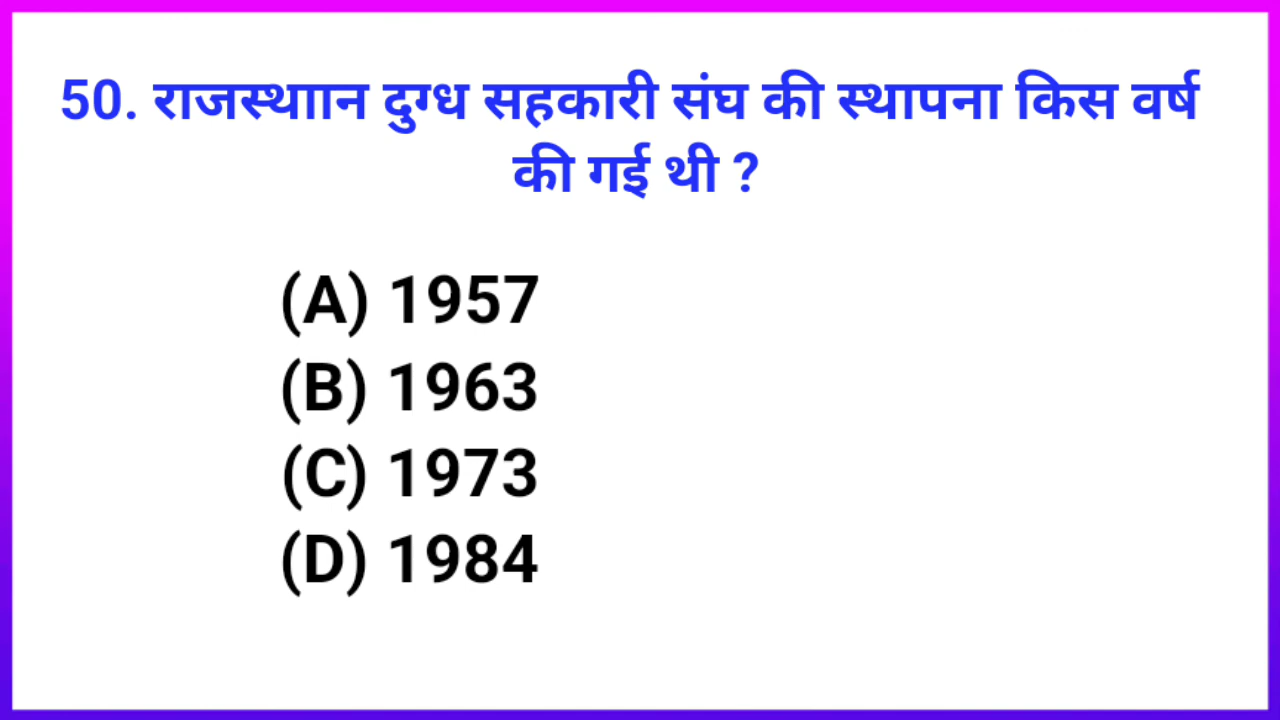 50. राजस्थाान दुग्ध सहकारी संघ की स्थापना किस वर्ष
की गई थी ?
(A) 1957
(B) 1963
(C) 1973
(D) 1984